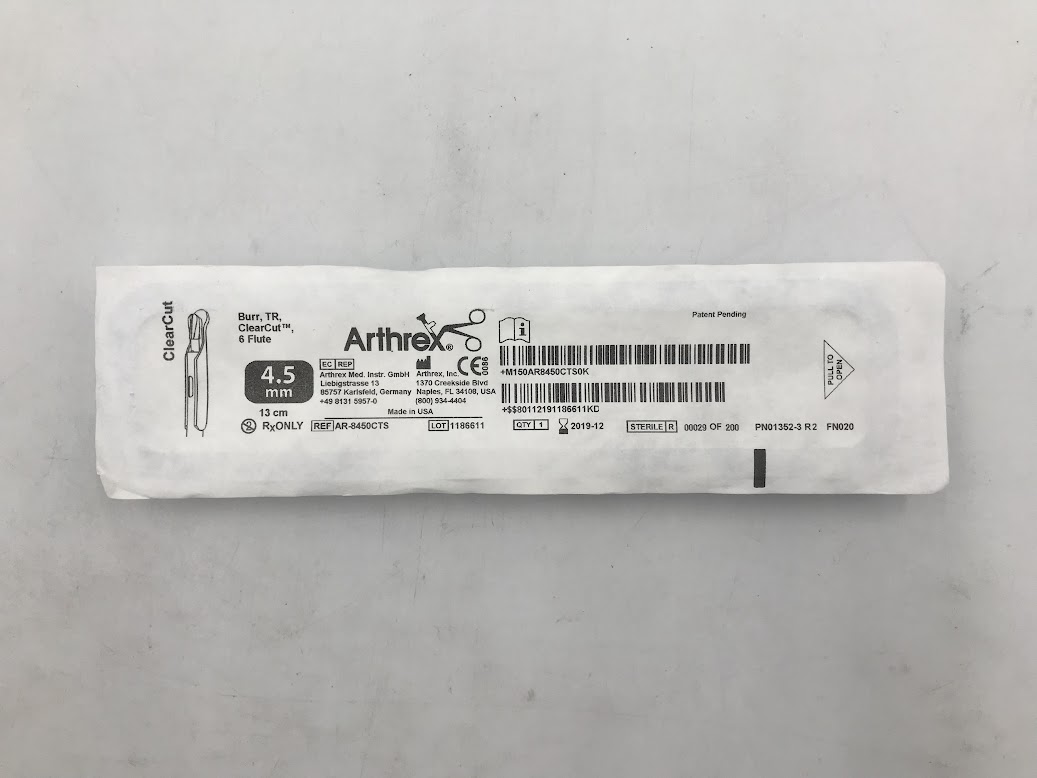 ClearCut
Burr, TR,
ClearCut™,
6 Flute
4.5
mm
13 cm
RxONLY
Arthrex®
EC REP
Arthrex Med. Instr. GmbH
Liebigstrasse 13
85757 Karlsfeld, Germany
+49 8131 5957-0
Arthrex, Inc.
1370 Creekside Blvd
Naples, FL 34108, USA
(800) 934-4404
CE
0086
Made in USA
REF AR-8450CTS
LOT 1186611
i
Patent Pending
+M150AR8450CTS0K
+$$80112191186611KD
QTY 1
2019-12
STERILE R
00029 OF 200
PN01352-3 R2
FN020
PULL TO
OPEN